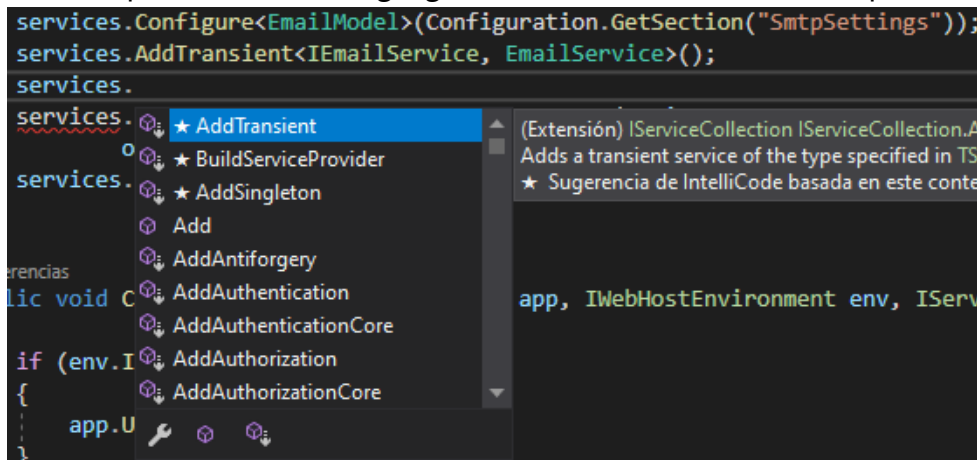 services.Configure<EmailModel>(Configuration.GetSection("SmtpSettings"));
services.AddTransient<IEmailService, EmailService>();
services.
services.
★ AddTransient
(Extensión) IServiceCollection IServiceCollection.A
o
★ BuildServiceProvider
Adds a transient service of the type specified in TS
services.
★ AddSingleton
★ Sugerencia de IntelliCode basada en este conte
Add
AddAntiforgery
erencias
lic void C
AddAuthentication
app, IWebHostEnvironment env, IServ
AddAuthenticationCore
if (env.I
AddAuthorization
{
AddAuthorizationCore
app.U
}